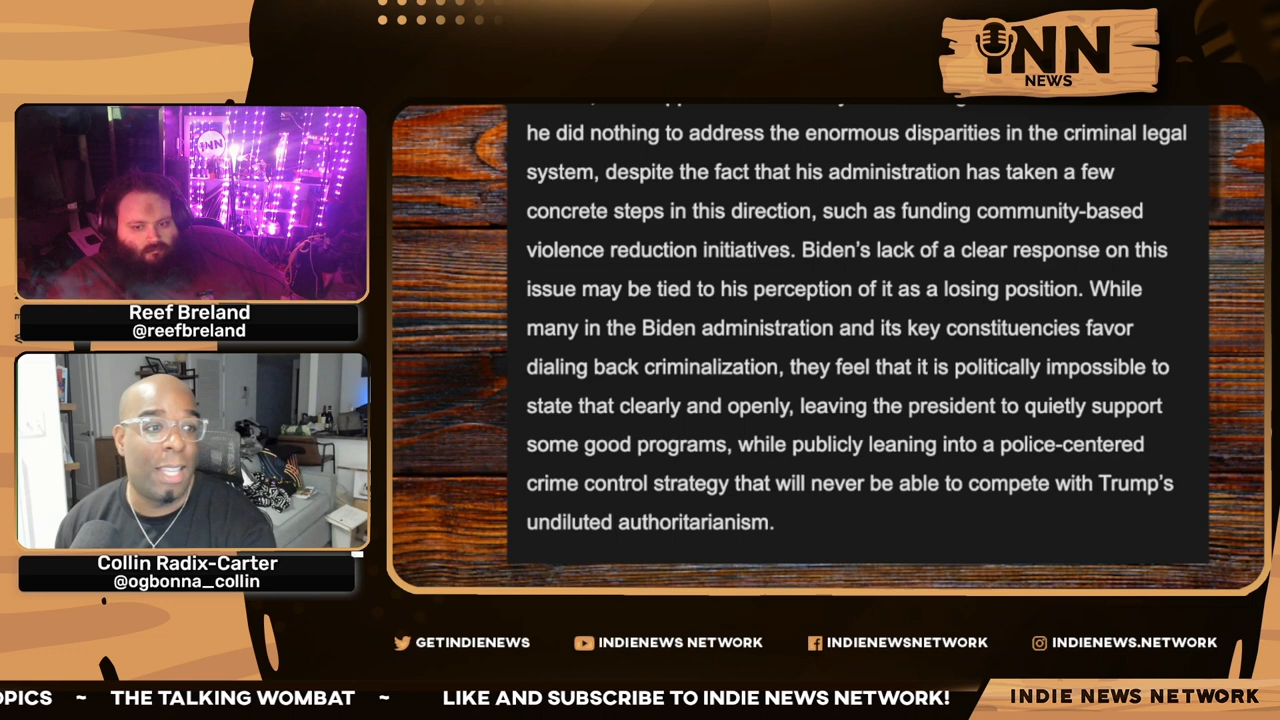 INN
NEWS
INN
Reef Breland
@reefbreland
Collin Radix-Carter
@ogbonna_collin
he did nothing to address the enormous disparities in the criminal legal
system, despite the fact that his administration has taken a few
concrete steps in this direction, such as funding community-based
violence reduction initiatives. Biden's lack of a clear response on this
issue may be tied to his perception of it as a losing position. While
many in the Biden administration and its key constituencies favor
dialing back criminalization, they feel that it is politically impossible to
state that clearly and openly, leaving the president to quietly support
some good programs, while publicly leaning into a police-centered
crime control strategy that will never be able to compete with Trump's
undiluted authoritarianism.
GETINDIENEWS
INDIENEWS NETWORK
INDIENEWSNETWORK
INDIENEWS.NETWORK
OPICS ~ THE TALKING WOMBAT ~ LIKE AND SUBSCRIBE TO INDIE NEWS NETWORK!
INDIE NEWS NETWORK